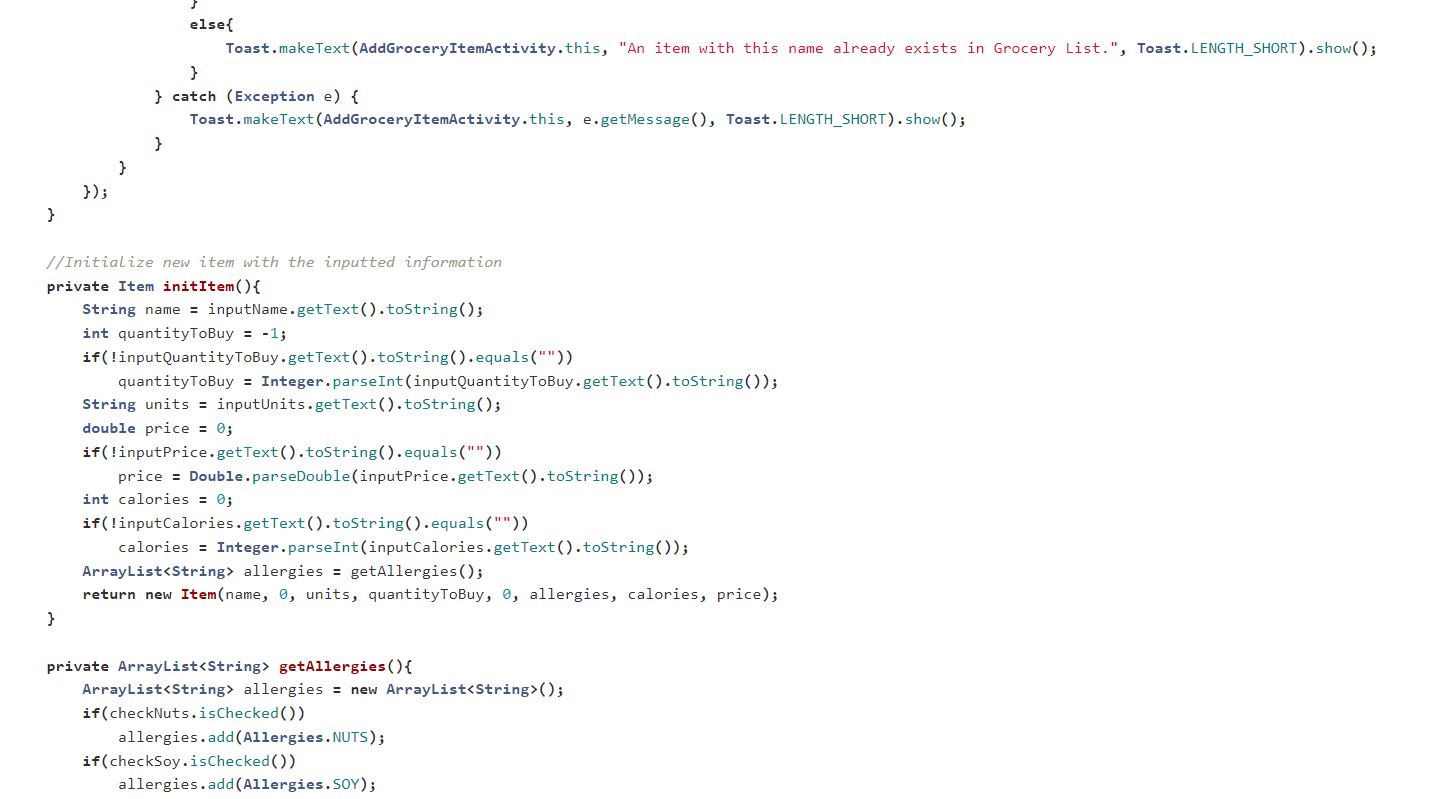 }
else{
Toast.makeText(AddGroceryItemActivity.this, "An item with this name already exists in Grocery List.", Toast.LENGTH_SHORT).show();
}
} catch (Exception e) {
Toast.makeText(AddGroceryItemActivity.this, e.getMessage(), Toast.LENGTH_SHORT).show();
}
}
});
}
//Initialize new item with the inputted information
private Item initItem(){
String name = inputName.getText().toString();
int quantityToBuy = -1;
if(!inputQuantityToBuy.getText().toString().equals(""))
quantityToBuy = Integer.parseInt(inputQuantityToBuy.getText().toString());
String units = inputUnits.getText().toString();
double price = 0;
if(!inputPrice.getText().toString().equals(""))
price = Double.parseDouble(inputPrice.getText().toString());
int calories = 0;
if(!inputCalories.getText().toString().equals(""))
calories = Integer.parseInt(inputCalories.getText().toString());
ArrayList<String> allergies = getAllergies();
return new Item(name, 0, units, quantityToBuy, 0, allergies, calories, price);
}
private ArrayList<String> getAllergies(){
ArrayList<String> allergies = new ArrayList<String>();
if(checkNuts.isChecked())
allergies.add(Allergies.NUTS);
if(checkSoy.isChecked())
allergies.add(Allergies.SOY);